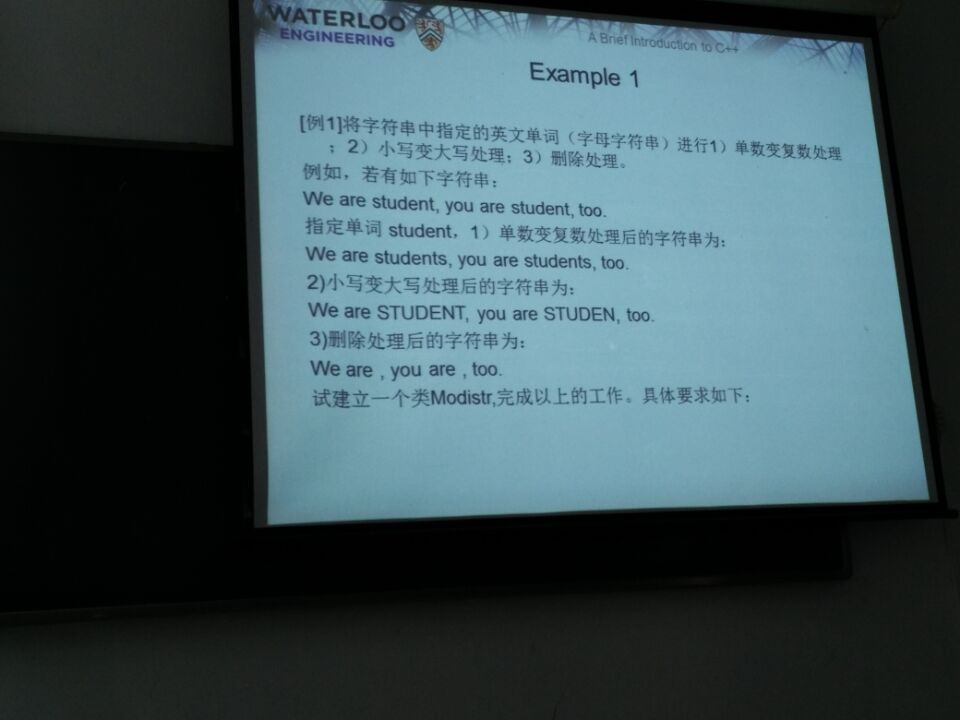 WATERLOO
ENGINEERING
A Brief Introduction to C++
Example 1
[例1]将字符串中指定的英文单词（字母字符串）进行1）单数变复数处理
；2）小写变大写处理；3）删除处理。
例如，若有如下字符串：
We are student, you are student, too.
指定单词 student，1）单数变复数处理后的字符串为：
We are students, you are students, too.
2)小写变大写处理后的字符串为：
We are STUDENT, you are STUDEN, too.
3)删除处理后的字符串为：
We are , you are , too.
试建立一个类Modistr,完成以上的工作。具体要求如下：